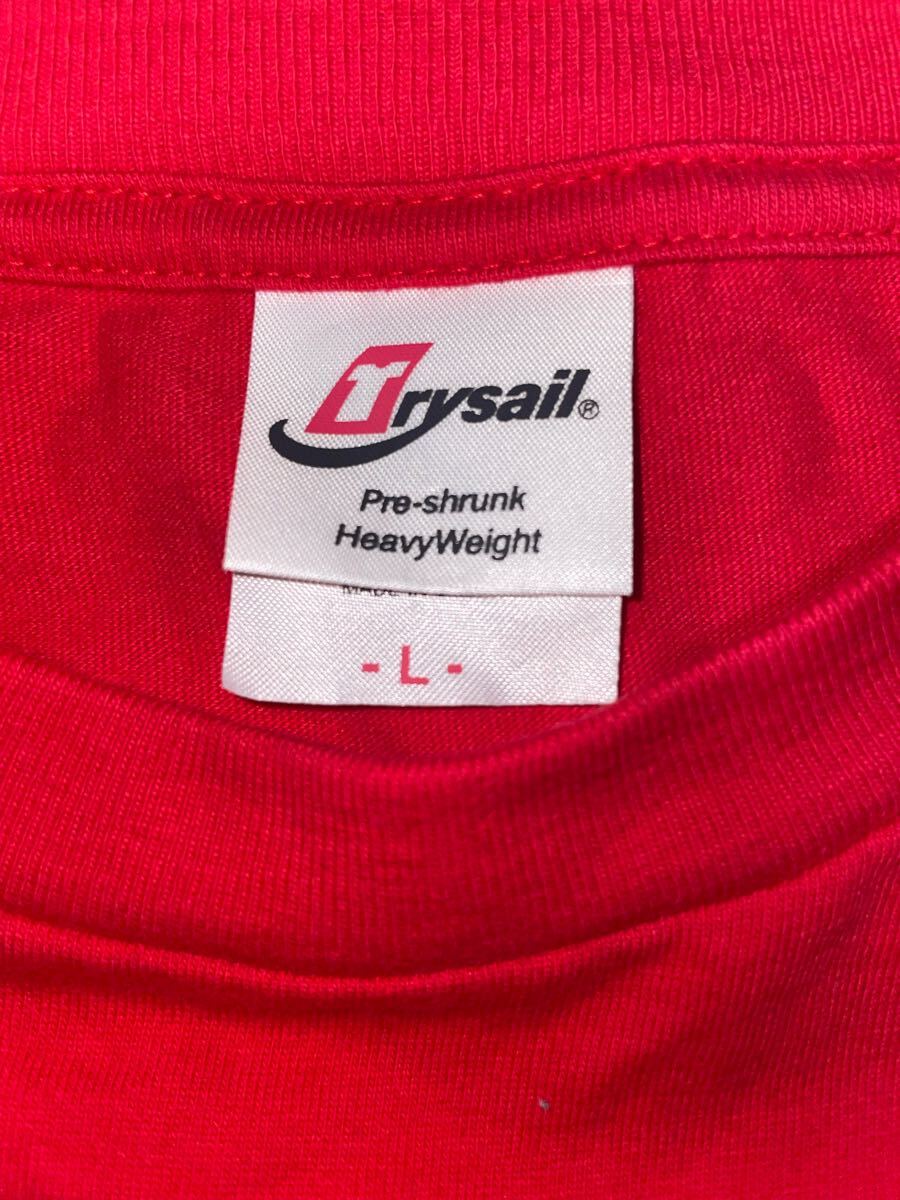 Trysail®
Pre-shrunk
HeavyWeight
- L -